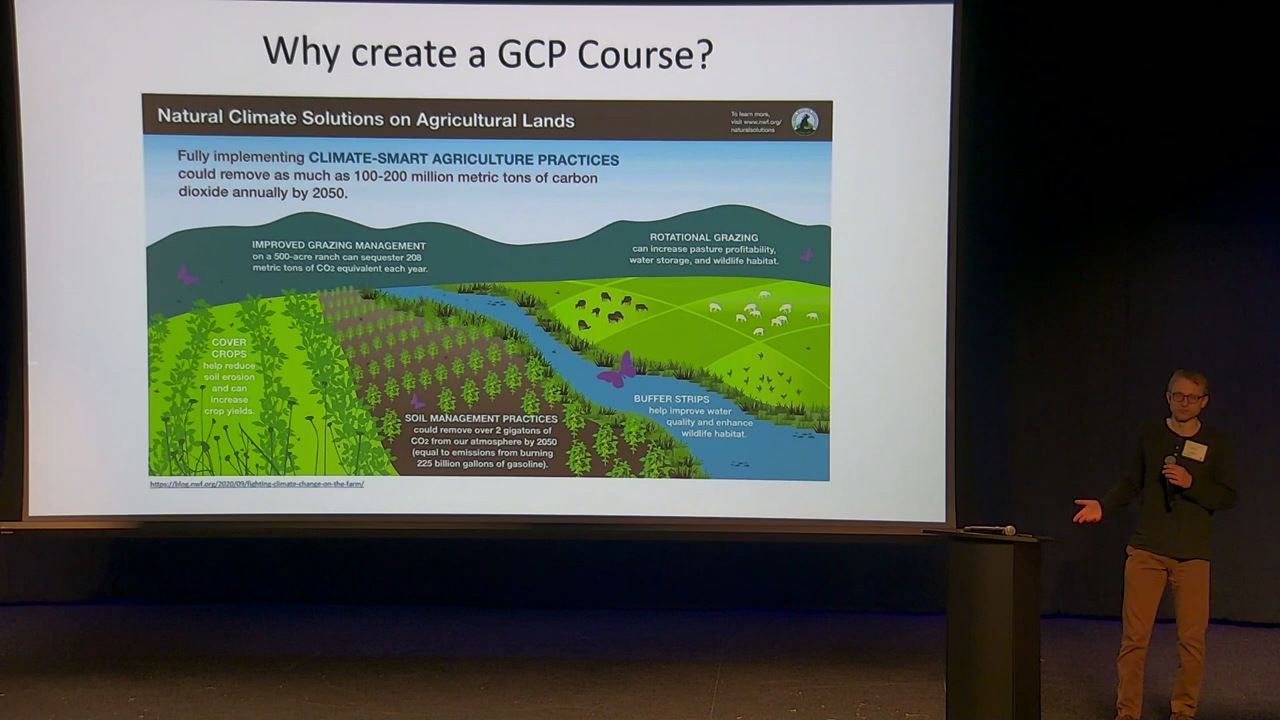 Why create a GCP Course?
Natural Climate Solutions on Agricultural Lands
To learn more,
visit www.nwf.org/
naturalsolutions
Fully implementing CLIMATE-SMART AGRICULTURE PRACTICES
could remove as much as 100-200 million metric tons of carbon
dioxide annually by 2050.
IMPROVED GRAZING MANAGEMENT
on a 500-acre ranch can sequester 208
metric tons of CO2 equivalent each year.
ROTATIONAL GRAZING
can increase pasture profitability,
water storage, and wildlife habitat.
COVER
CROPS
help reduce
soil erosion
and can
increase
crop yields.
SOIL MANAGEMENT PRACTICES
could remove over 2 gigatons of
CO2 from our atmosphere by 2050
(equal to emissions from burning
225 billion gallons of gasoline).
BUFFER STRIPS
help improve water
quality and enhance
wildlife habitat.
https://blog.nwf.org/2020/09/fighting-climate-change-on-the-farm/